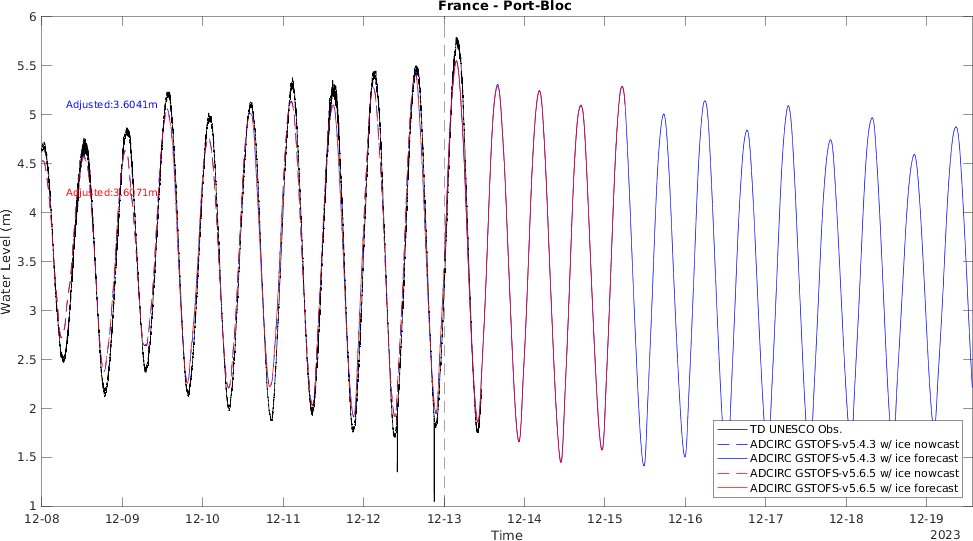 France - Port-Bloc
6
5.5
5
4.5
4
3.5
3
2.5
2
1.5
1
Water Level (m)
Adjusted:3.6041m
Adjusted:3.6071m
TD UNESCO Obs.
ADCIRC GSTOFS-v5.4.3 w/ ice nowcast
ADCIRC GSTOFS-v5.4.3 w/ ice forecast
ADCIRC GSTOFS-v5.6.5 w/ ice nowcast
ADCIRC GSTOFS-v5.6.5 w/ ice forecast
12-08 12-09 12-10 12-11 12-12 12-13 12-14 12-15 12-16 12-17 12-18 12-19
Time
2023